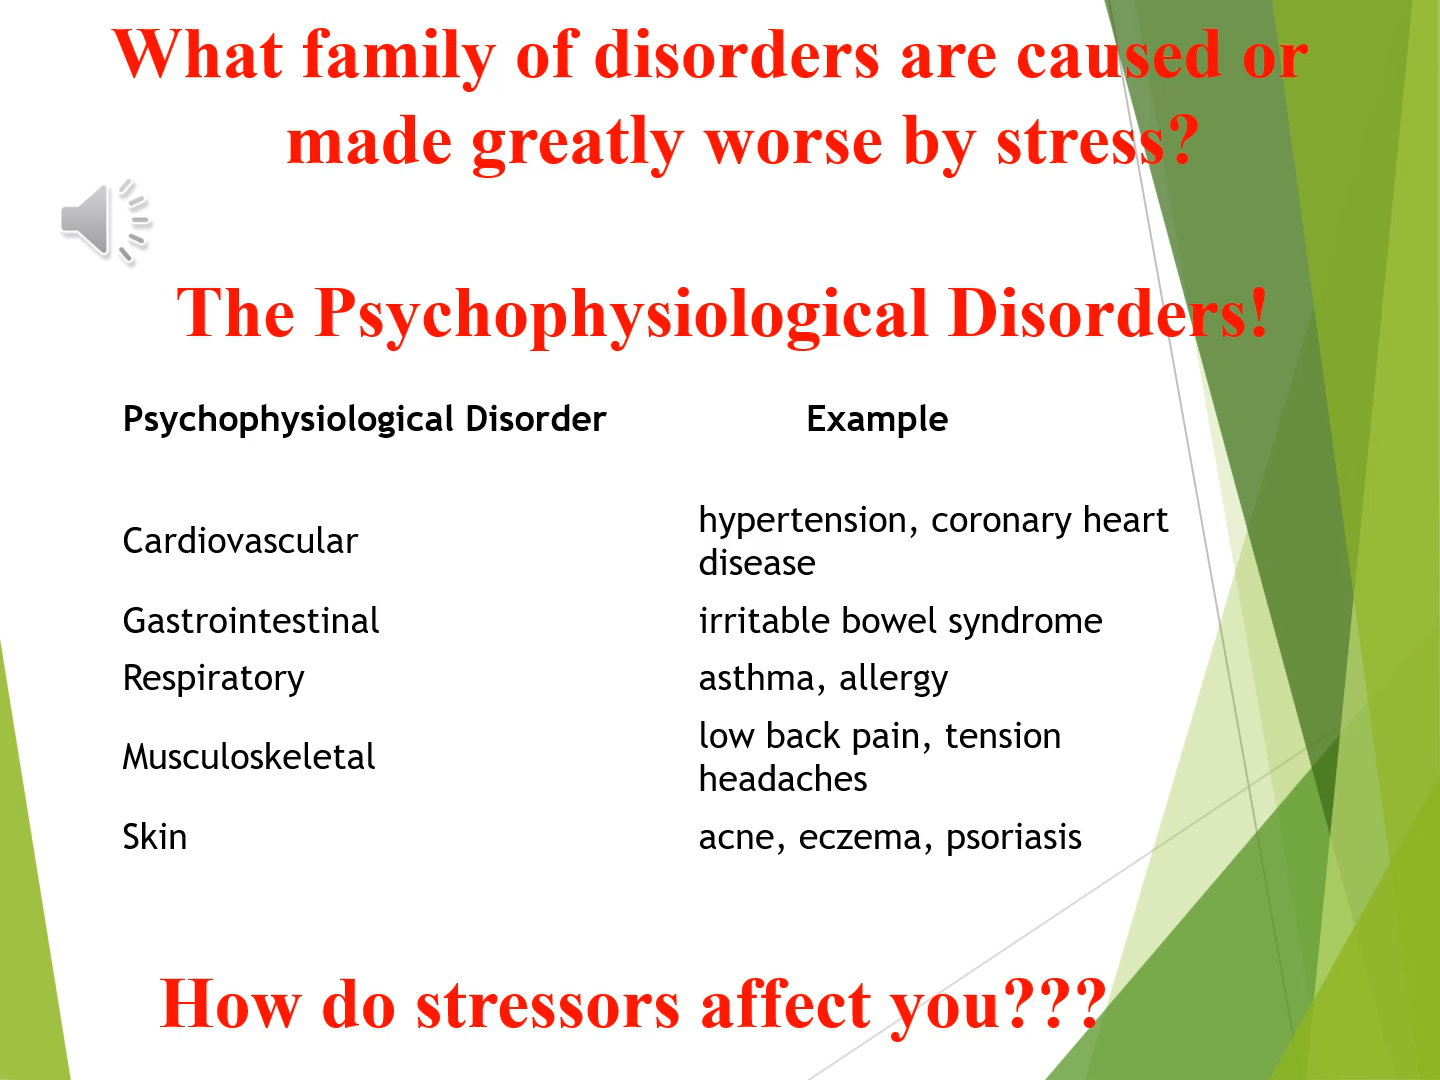 What family of disorders are caused or
made greatly worse by stress?
The Psychophysiological Disorders!
Psychophysiological Disorder Example
Cardiovascular hypertension, coronary heart
disease
Gastrointestinal irritable bowel syndrome
Respiratory asthma, allergy
Musculoskeletal low back pain, tension
headaches
Skin acne, eczema, psoriasis
How do stressors affect you???